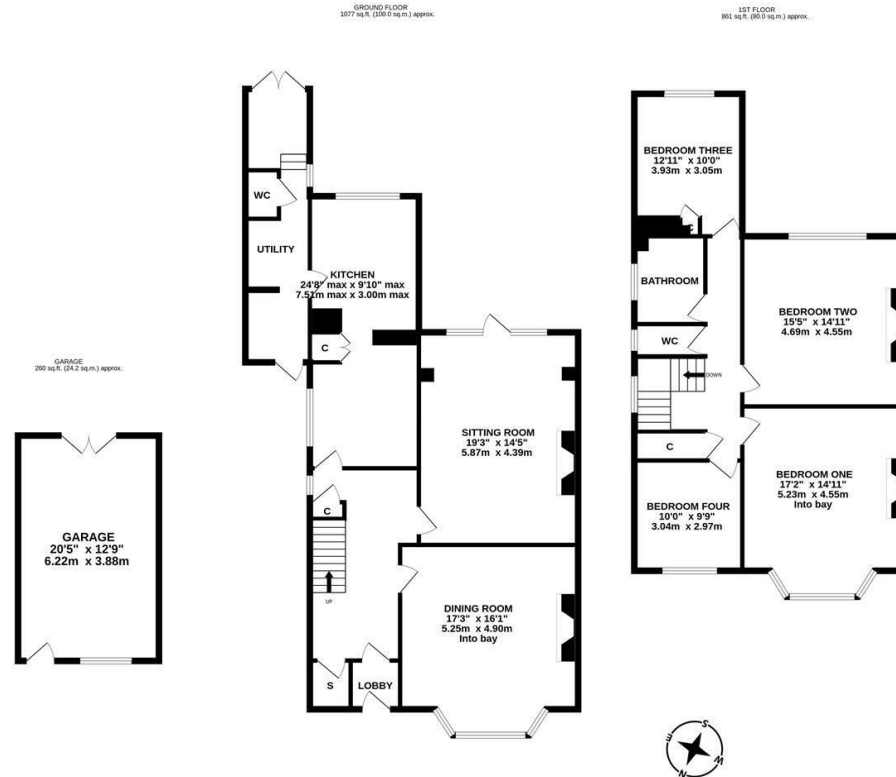 GROUND FLOOR
1077 sq.ft. (100.0 sq.m.) approx.
WC
UTILITY
KITCHEN
24'8" max x 9'10" max
7.51m max x 3.00m max
C
SITTING ROOM
19'3" x 14'5"
5.87m x 4.39m
C
UP
DINING ROOM
17'3" x 16'1"
5.25m x 4.90m
Into bay
S
LOBBY
GARAGE
260 sq.ft. (24.2 sq.m.) approx.
GARAGE
20'5" x 12'9"
6.22m x 3.88m
1ST FLOOR
861 sq.ft. (80.0 sq.m.) approx.
BEDROOM THREE
12'11" x 10'0"
3.93m x 3.05m
C
BATHROOM
BEDROOM TWO
15'5" x 14'11"
4.69m x 4.55m
WC
DOWN
C
BEDROOM ONE
17'2" x 14'11"
5.23m x 4.55m
Into bay
BEDROOM FOUR
10'0" x 9'9"
3.04m x 2.97m
S
E
W
N